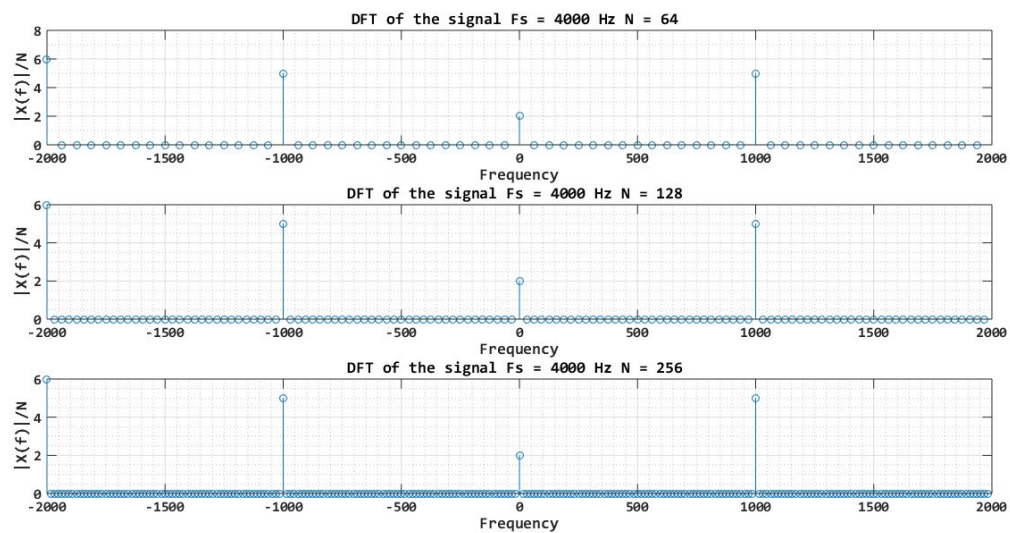 DFT of the signal Fs = 4000 Hz N = 64
8
6
4
2
0
|X(f)|/N
-2000 -1500 -1000 -500 0 500 1000 1500 2000
Frequency
DFT of the signal Fs = 4000 Hz N = 128
6
4
2
0
|X(f)|/N
-2000 -1500 -1000 -500 0 500 1000 1500 2000
Frequency
DFT of the signal Fs = 4000 Hz N = 256
6
4
2
0
|X(f)|/N
-2000 -1500 -1000 -500 0 500 1000 1500 2000
Frequency